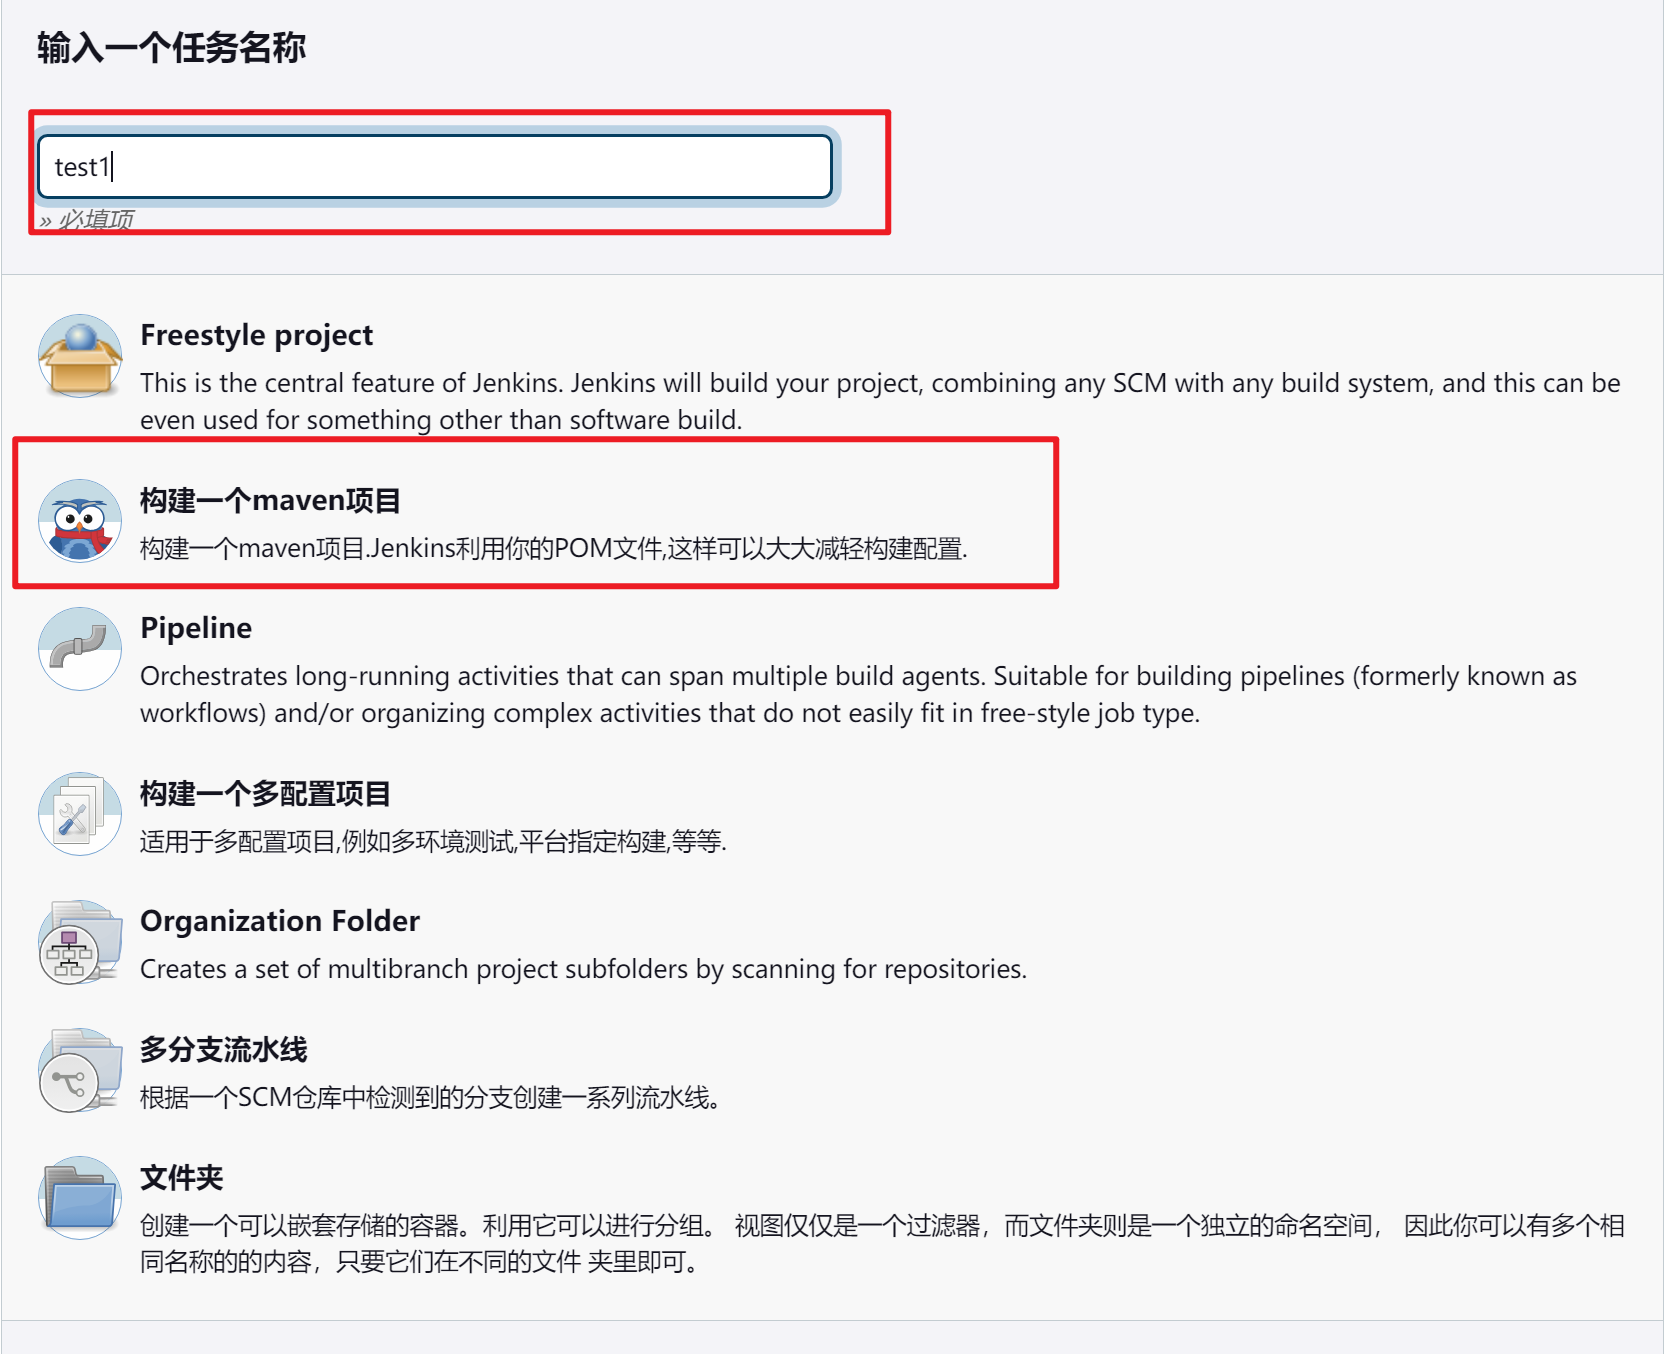 输入一个任务名称
test1
» 必填项
Freestyle project
This is the central feature of Jenkins. Jenkins will build your project, combining any SCM with any build system, and this can be
even used for something other than software build.
构建一个maven项目
构建一个maven项目.Jenkins利用你的POM文件,这样可以大大减轻构建配置.
Pipeline
Orchestrates long-running activities that can span multiple build agents. Suitable for building pipelines (formerly known as
workflows) and/or organizing complex activities that do not easily fit in free-style job type.
构建一个多配置项目
适用于多配置项目,例如多环境测试,平台指定构建,等等.
Organization Folder
Creates a set of multibranch project subfolders by scanning for repositories.
多分支流水线
根据一个SCM仓库中检测到的分支创建一系列流水线。
文件夹
创建一个可以嵌套存储的容器。利用它可以进行分组。 视图仅仅是一个过滤器，而文件夹则是一个独立的命名空间， 因此你可以有多个相
同名称的的内容，只要它们在不同的文件 夹里即可。